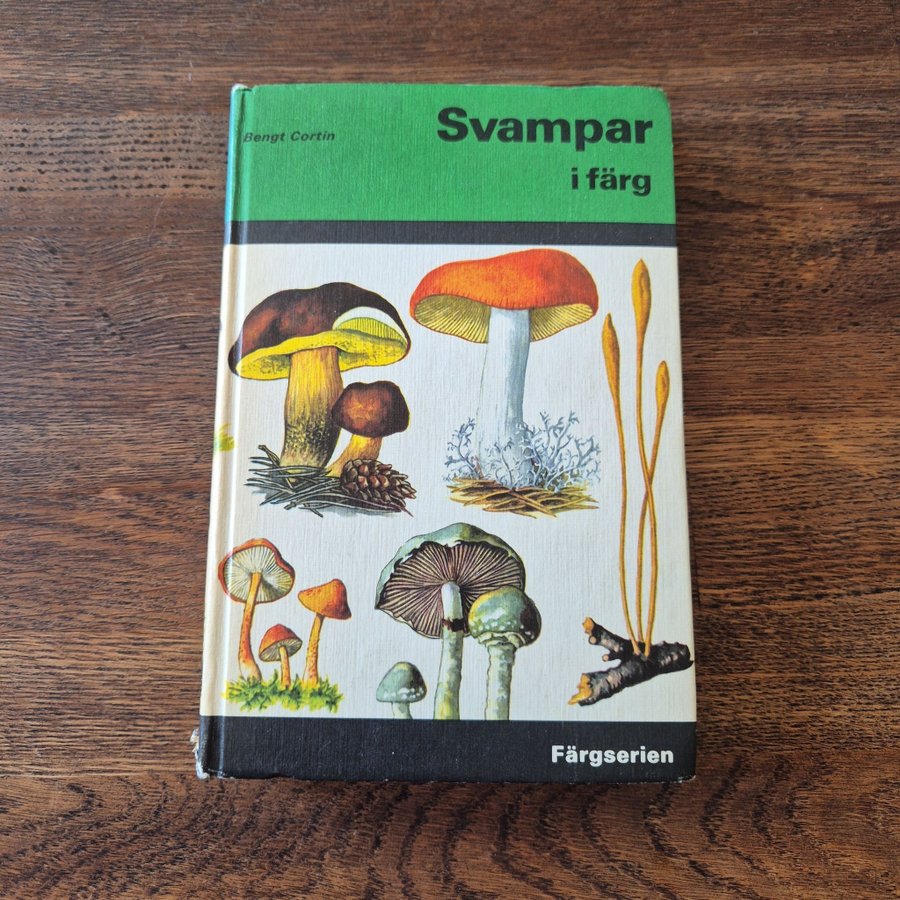 Bengt Cortin
Svampar
i färg
Färgserien